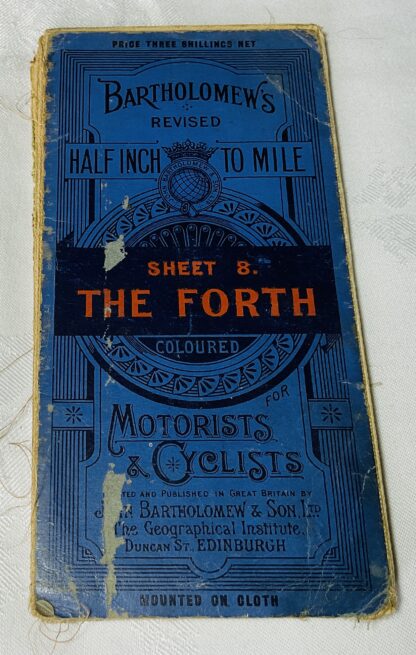 PRICE THREE SHILLINGS NET
BARTHOLOMEW'S
REVISED
HALF INCH TO MILE
SHEET 8.
THE FORTH
COLOURED
FOR
MOTORISTS
& CYCLISTS
AND PUBLISHED IN GREAT BRITAIN BY
BARTHOLOMEW & SON, LTD
The Geographical Institute,
DUNCAN ST. EDINBURGH
MOUNTED ON CLOTH